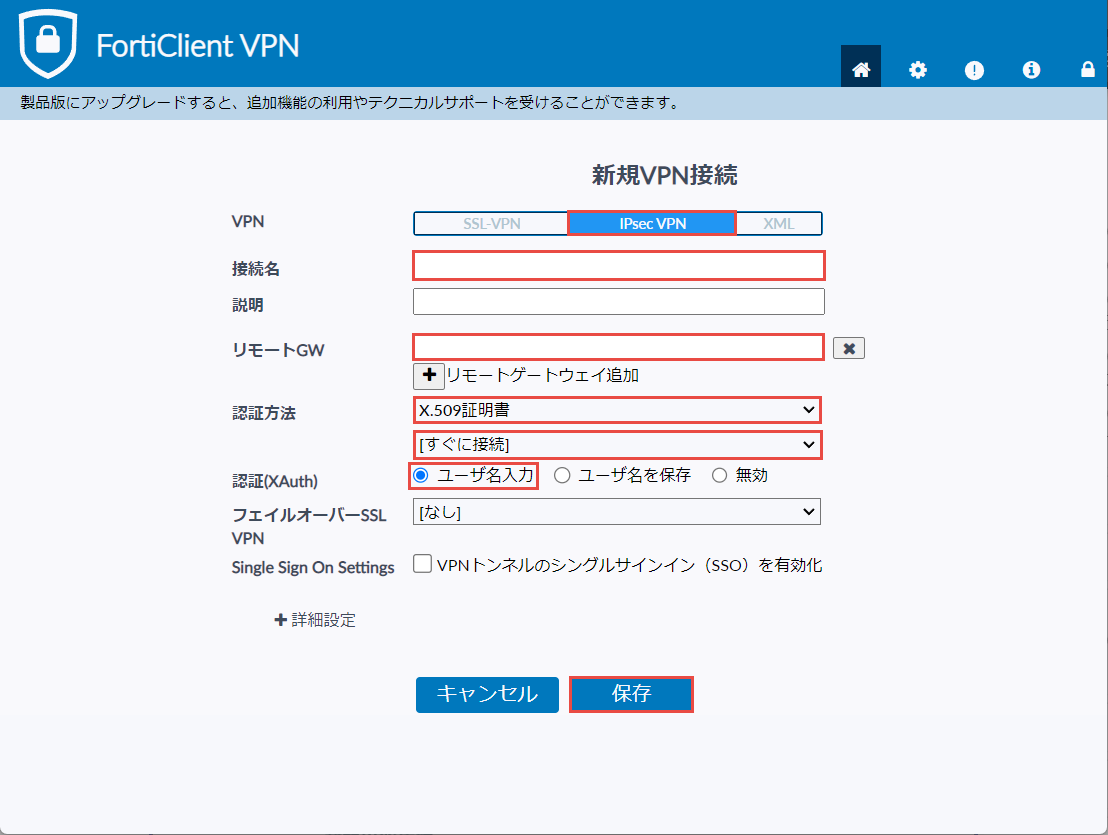 FortiClient VPN
製品版にアップグレードすると、追加機能の利用やテクニカルサポートを受けることができます。
新規VPN接続
VPN
SSL-VPN
IPsec VPN
XML
接続名
説明
リモートGW
リモートゲートウェイ追加
認証方法
X.509証明書
[すぐに接続]
認証(XAuth)
ユーザ名入力
ユーザ名を保存
無効
フェイルオーバーSSL
VPN
[なし]
Single Sign On Settings
VPNトンネルのシングルサインイン（SSO）を有効化
詳細設定
キャンセル
保存